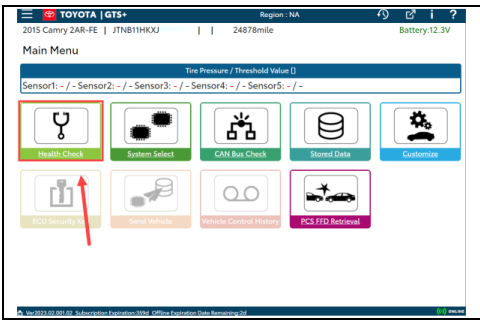 TOYOTA | GTS+ Region : NA i ?
2015 Camry 2AR-FE | JTNB11HKXJ | | 24878mile Battery:12.3V
Main Menu
Tire Pressure / Threshold Value []
Sensor1: - / - Sensor2: - / - Sensor3: - / - Sensor4: - / - Sensor5: - / -
Health Check System Select CAN Bus Check Stored Data Customize
ECU Security Key Send Vehicle Vehicle Control History PCS FFD Retrieval
Ver2023.02.001.02 Subscription Expiration:359d Offline Expiration Date Remaining:2d ONLINE